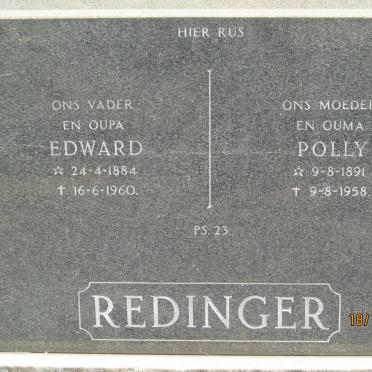 HIER RUS
ONS VADER
EN OUPA
EDWARD
☆ 24-4-1884
† 16-6-1960.
ONS MOEDER
EN OUMA
POLLY
☆ 9-8-1891
† 9-8-1958.
PS. 23.
REDINGER
18/